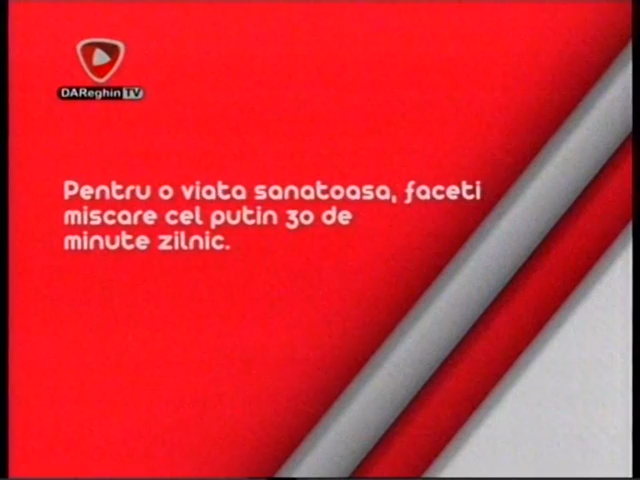 DAReghin TV
Pentru o viata sanatoasa, faceti
miscare cel putin 30 de
minute zilnic.